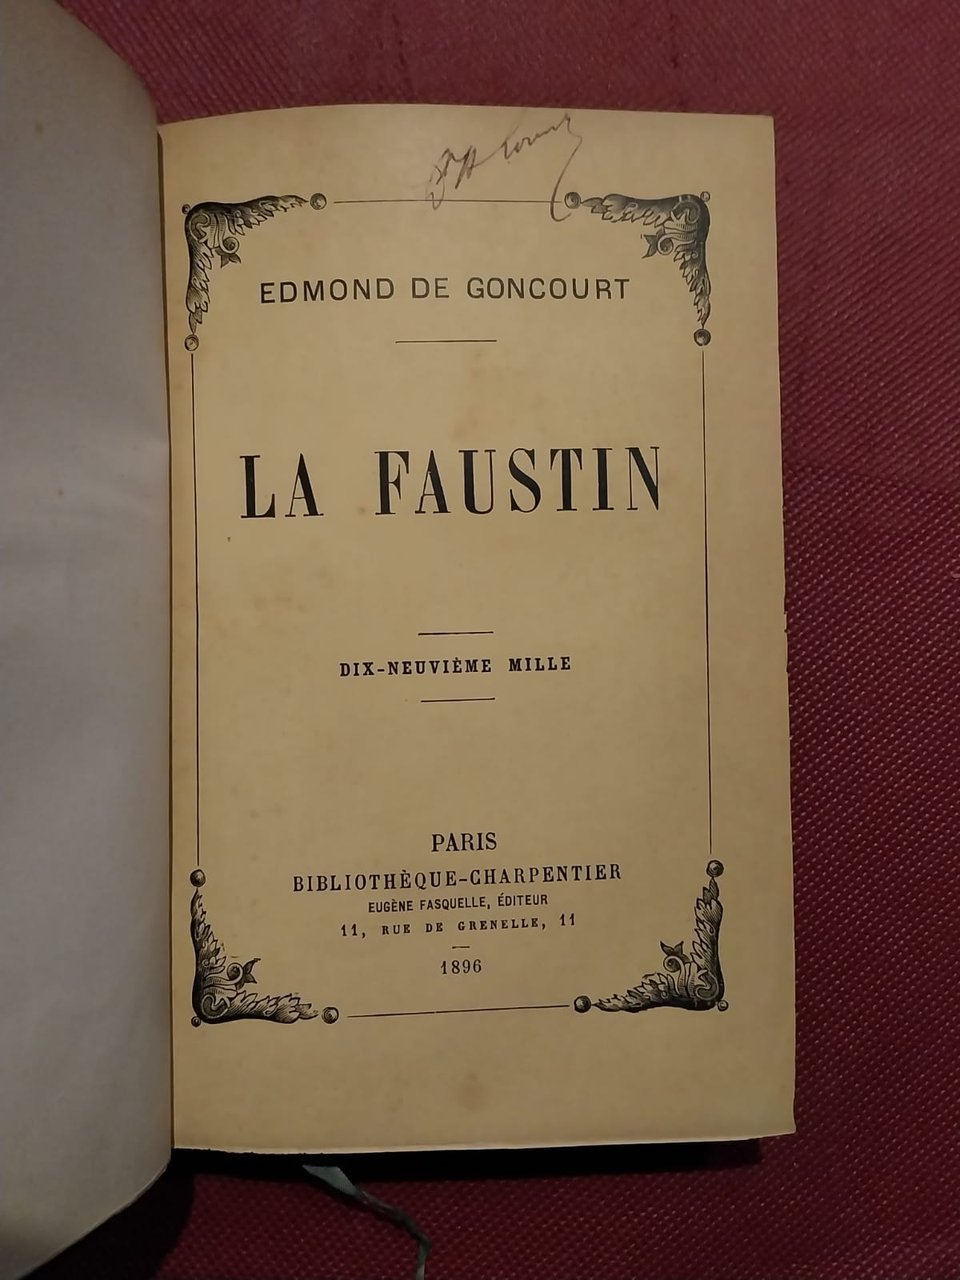 EDMOND DE GONCOURT
LA FAUSTIN
DIX-NEUVIÈME MILLE
PARIS
BIBLIOTHÈQUE-CHARPENTIER
EUGÈNE FASQUELLE, ÉDITEUR
11, RUE DE GRENELLE, 11
1896